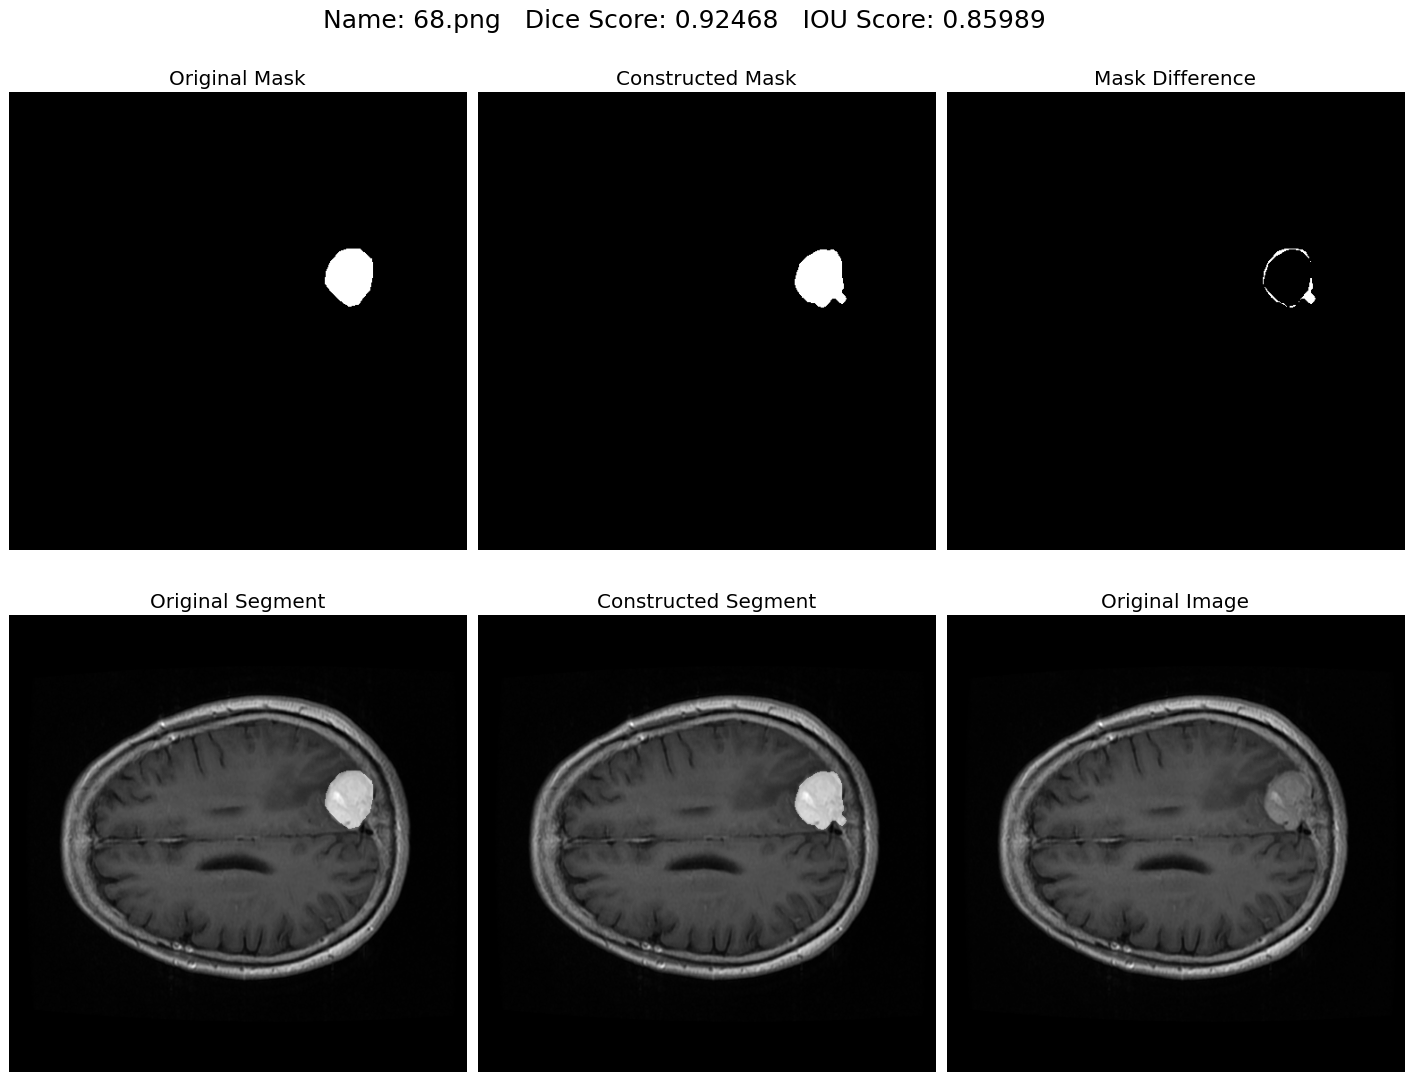 Name: 68.png   Dice Score: 0.92468   IOU Score: 0.85989
Original Mask
Constructed Mask
Mask Difference
Original Segment
Constructed Segment
Original Image